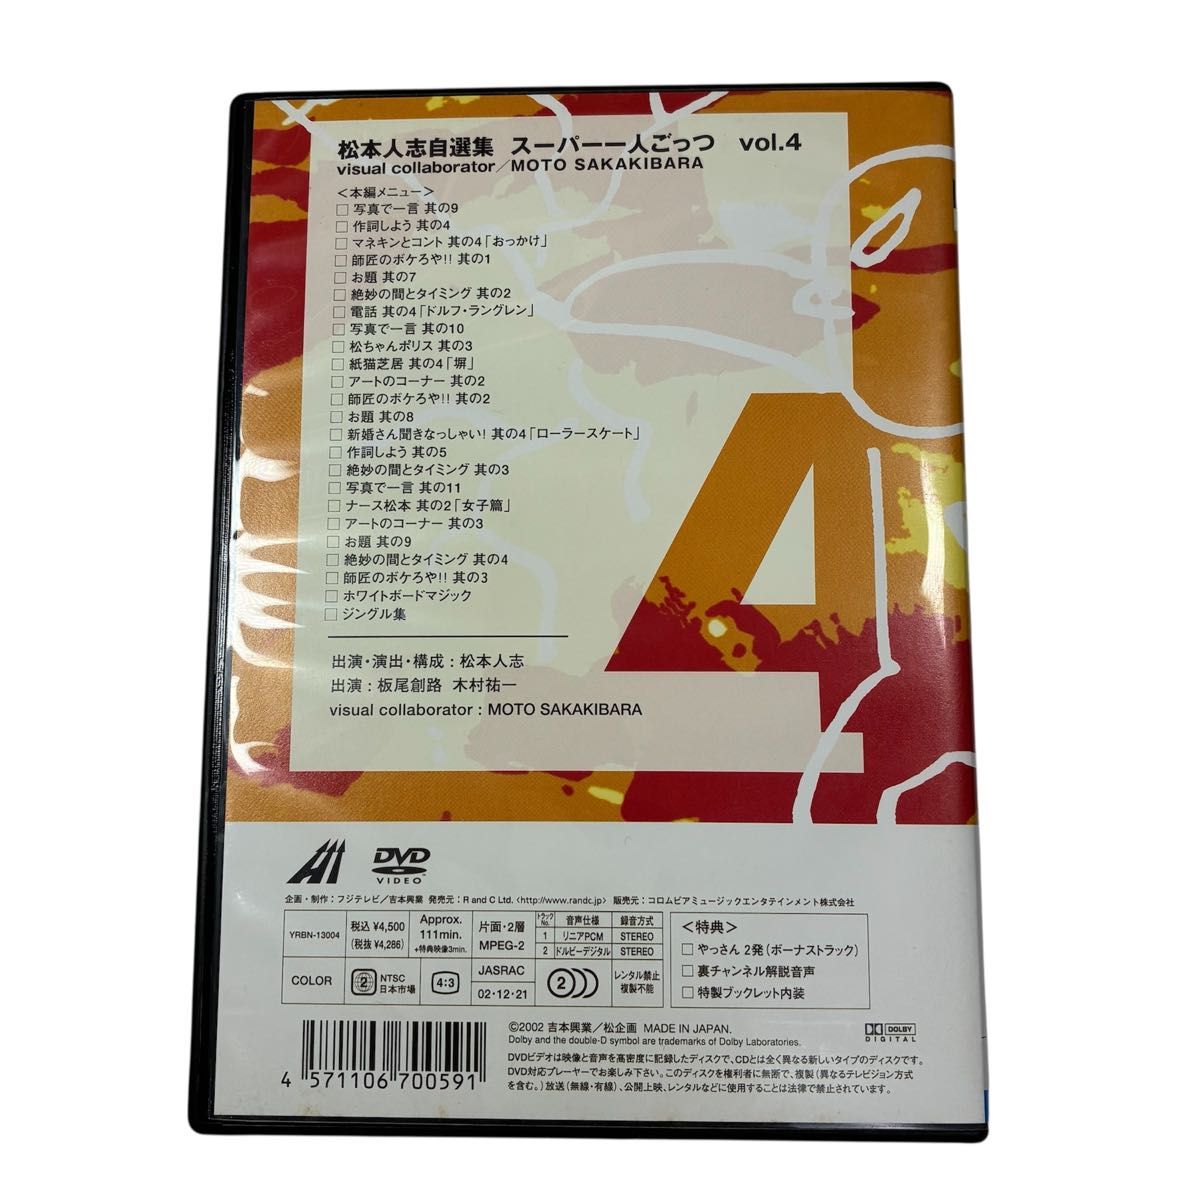 松本人志自選集 スーパー一人ごっつ vol.4
visual collaborator/MOTO SAKAKIBARA
＜本編メニュー＞
□ 写真で一言 其の9
□ 作詞しよう 其の4
□ マネキンとコント 其の4「おっかけ」
□ 師匠のボケろや!! 其の1
□ お題 其の7
□ 絶妙の間とタイミング 其の2
□ 電話 其の4「ドルフ・ラングレン」
□ 写真で一言 其の10
□ 松ちゃんポリス 其の3
□ 紙猫芝居 其の4「塀」
□ アートのコーナー 其の2
□ 師匠のボケろや!! 其の2
□ お題 其の8
□ 新婚さん聞きなっしゃい! 其の4「ローラースケート」
□ 作詞しよう 其の5
□ 絶妙の間とタイミング 其の3
□ 写真で一言 其の11
□ ナース松本 其の2「女子篇」
□ アートのコーナー 其の3
□ お題 其の9
□ 絶妙の間とタイミング 其の4
□ 師匠のボケろや!! 其の3
□ ホワイトボードマジック
□ ジングル集
出演・演出・構成：松本人志
出演：板尾創路 木村祐一
visual collaborator : MOTO SAKAKIBARA
4
DVD
VIDEO
企画・制作：フジテレビ／吉本興業 発売元：R and C Ltd.〈http://www.randc.jp〉 販売元：コロムビアミュージックエンタテインメント株式会社
YRBN-13004
税込 ¥4,500
(税抜 ¥4,286)
Approx.
111min.
+特典映像3min.
片面・2層
MPEG-2
トラックNo. 音声仕様 録音方式
1 リニアPCM STEREO
2 ドルビーデジタル STEREO
COLOR
2 NTSC
日本市場
4:3
JASRAC
02・12・21
2
レンタル禁止
複製不能
＜特典＞
□ やっさん 2発(ボーナストラック)
□ 裏チャンネル解説音声
□ 特製ブックレット内装
©2002 吉本興業／松企画 MADE IN JAPAN.
Dolby and the double-D symbol are trademarks of Dolby Laboratories.
DOLBY
DIGITAL
DVDビデオは映像と音声を高密度に記録したディスクで、CDとは全く異なる新しいタイプのディスクです。
DVD対応プレーヤーでお楽しみ下さい。このディスクを権利者に無断で、複製(異なるテレビジョン方式
を含む。)放送(無線・有線)、公開上映、レンタルなどに使用することは法律で禁止されています。
4 571106 700591